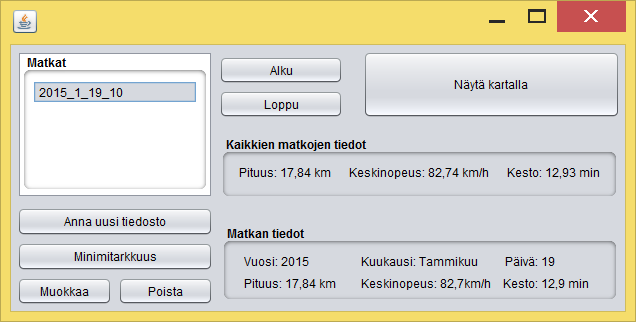 Matkat
2015_1_19_10
Alku
Loppu
Näytä kartalla
Kaikkien matkojen tiedot
Pituus: 17,84 km Keskinopeus: 82,74 km/h Kesto: 12,93 min
Anna uusi tiedosto
Minimitarkkuus
Muokkaa Poista
Matkan tiedot
Vuosi: 2015 Kuukausi: Tammikuu Päivä: 19
Pituus: 17,84 km Keskinopeus: 82,7km/h Kesto: 12,9 min